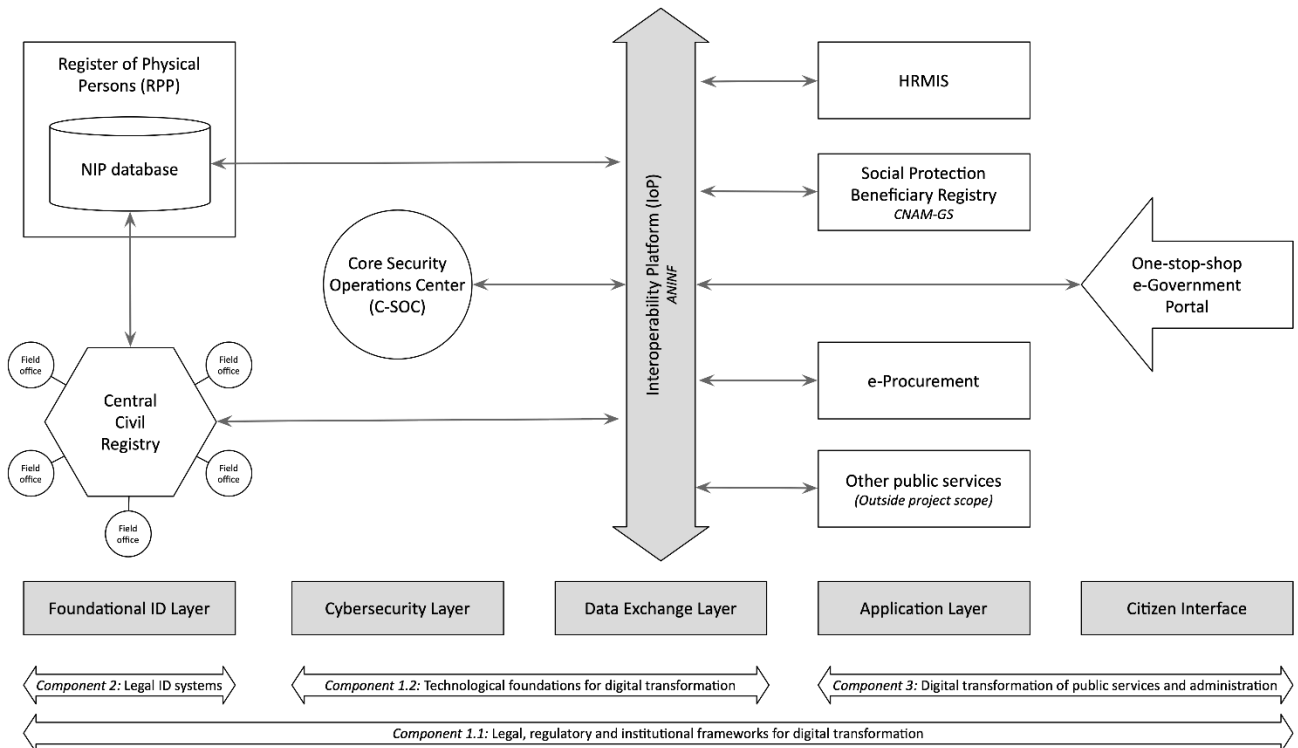 Register of Physical
Persons (RPP)
NIP database
Core Security
Operations Center
(C-SOC)
Field
office
Field
office
Central
Civil
Registry
Field
office
Field
office
Field
office
Interoperability Platform (IoP)
ANINF
HRMIS
Social Protection
Beneficiary Registry
CNAM-GS
One-stop-shop
e-Government
Portal
e-Procurement
Other public services
(Outside project scope)
Foundational ID Layer
Cybersecurity Layer
Data Exchange Layer
Application Layer
Citizen Interface
Component 2: Legal ID systems
Component 1.2: Technological foundations for digital transformation
Component 3: Digital transformation of public services and administration
Component 1.1: Legal, regulatory and institutional frameworks for digital transformation